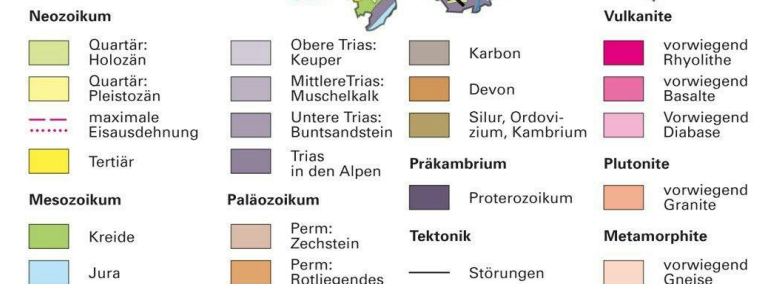 Neozoikum
Quartär:
Holozän
Quartär:
Pleistozän
maximale
Eisausdehnung
Tertiär
Mesozoikum
Kreide
Jura
Obere Trias:
Keuper
MittlereTrias:
Muschelkalk
Untere Trias:
Buntsandstein
Trias
in den Alpen
Paläozoikum
Perm:
Zechstein
Perm:
Rotliegendes
Karbon
Devon
Silur, Ordovi-
zium, Kambrium
Präkambrium
Proterozoikum
Tektonik
Störungen
Vulkanite
vorwiegend
Rhyolithe
vorwiegend
Basalte
Vorwiegend
Diabase
Plutonite
vorwiegend
Granite
Metamorphite
vorwiegend
Gneise